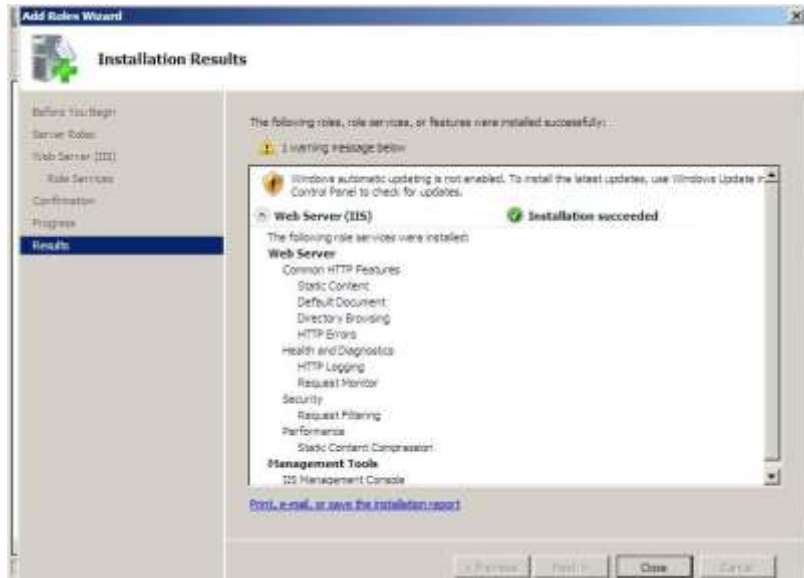 Add Roles Wizard
Installation Results
Before You Begin
Server Roles
Web Server (IIS)
Role Services
Confirmation
Progress
Results
The following roles, role services, or features were installed successfully:
1 warning message below
Windows automatic updating is not enabled. To install the latest updates, use Windows Update in
Control Panel to check for updates.
Web Server (IIS)
Installation succeeded
The following role services were installed:
Web Server
Common HTTP Features
Static Content
Default Document
Directory Browsing
HTTP Errors
Health and Diagnostics
HTTP Logging
Request Monitor
Security
Request Filtering
Performance
Static Content Compression
Management Tools
IIS Management Console
Print, e-mail, or save the installation report
< Previous
Next >
Close
Cancel